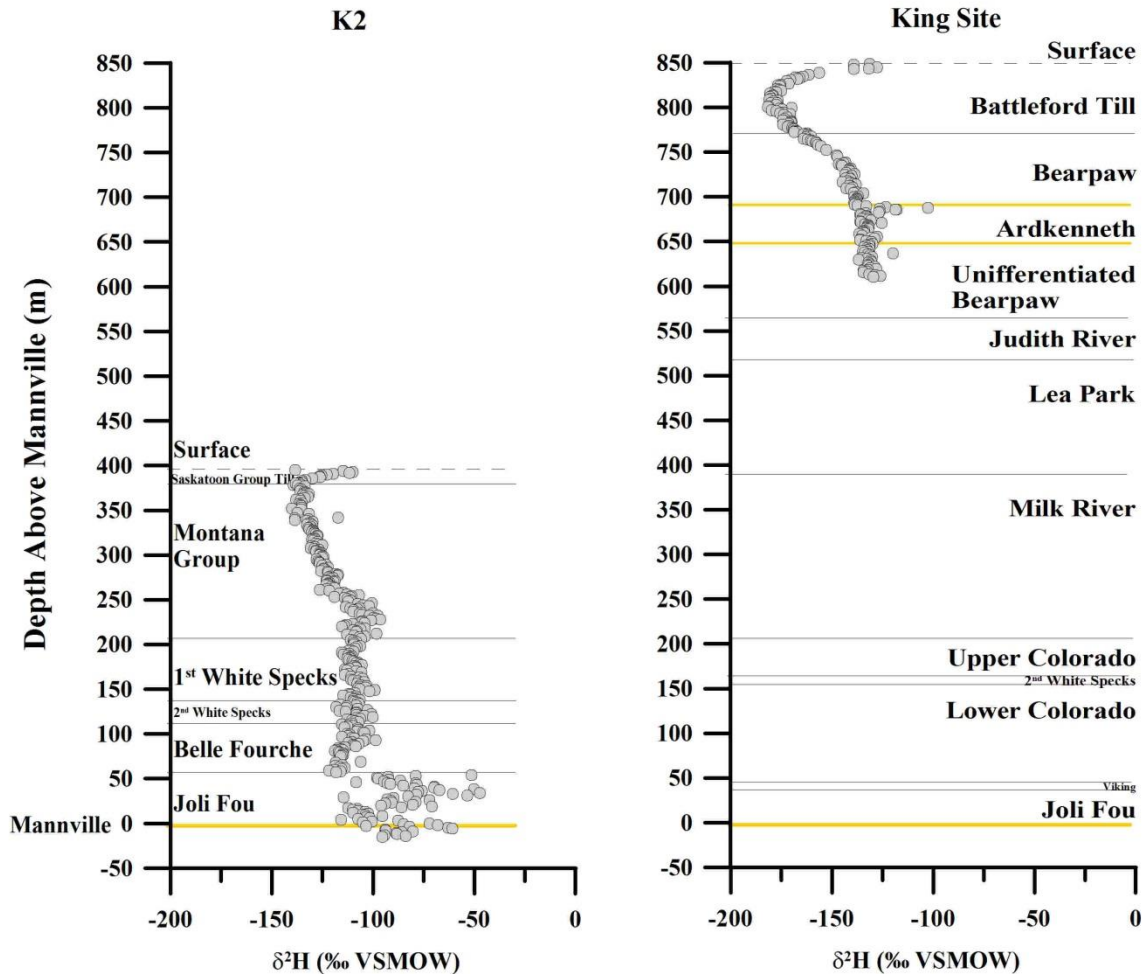 K2
850
800
750
700
650
600
550
500
450
400
350
300
250
200
150
100
50
Mannville 0
-50
Depth Above Mannville (m)
Surface
Saskatoon Group Till
Montana
Group
1st White Specks
2nd White Specks
Belle Fourche
Joli Fou
-200 -150 -100 -50 0
δ²H (‰ VSMOW)
King Site
850
800
750
700
650
600
550
500
450
400
350
300
250
200
150
100
50
0
-50
Surface
Battleford Till
Bearpaw
Ardkenneth
Unifferentiated
Bearpaw
Judith River
Lea Park
Milk River
Upper Colorado
2nd White Specks
Lower Colorado
Viking
Joli Fou
-200 -150 -100 -50 0
δ²H (‰ VSMOW)